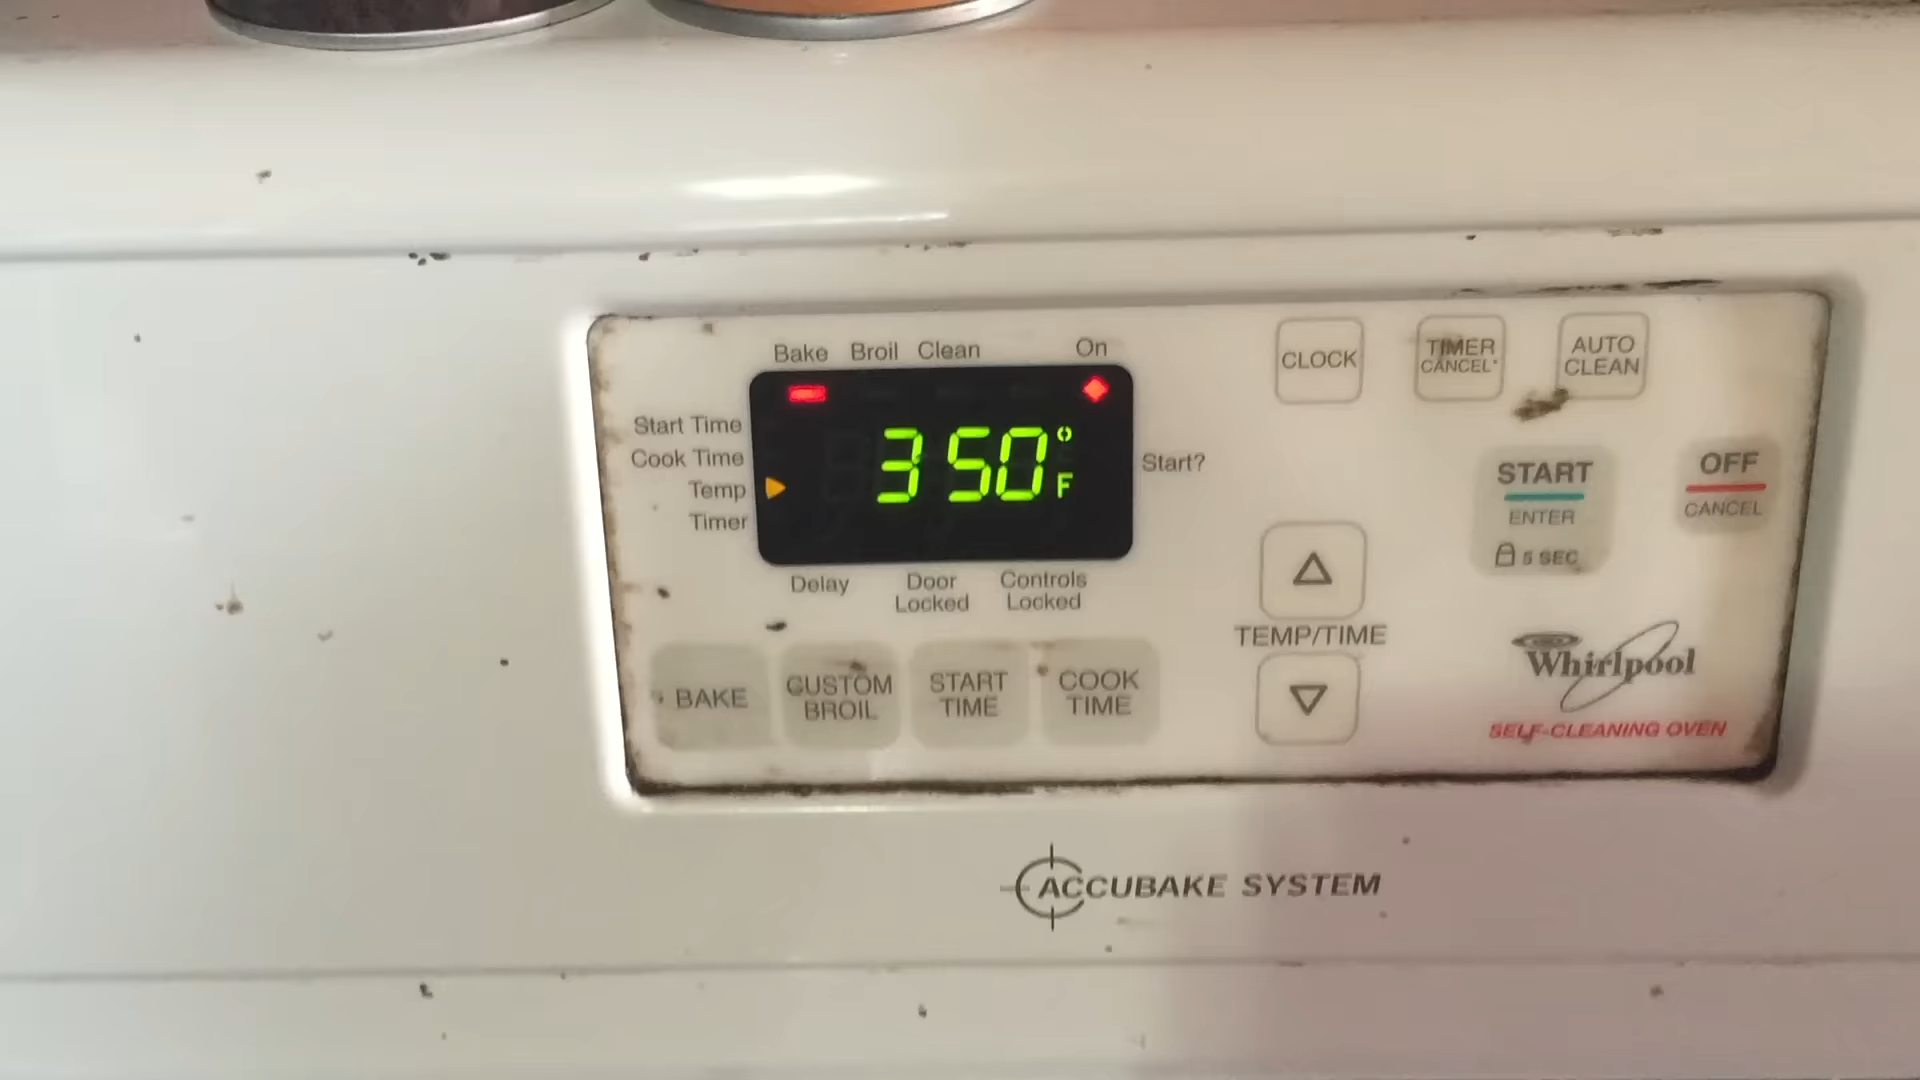 Bake Broil Clean On
CLOCK
TIMER
CANCEL*
AUTO
CLEAN
Start Time
Cook Time
Temp
Timer
350°F
Start?
START
ENTER
5 SEC
OFF
CANCEL
Delay
Door
Locked
Controls
Locked
TEMP/TIME
BAKE
CUSTOM
BROIL
START
TIME
COOK
TIME
Whirlpool
SELF-CLEANING OVEN
ACCUBAKE SYSTEM